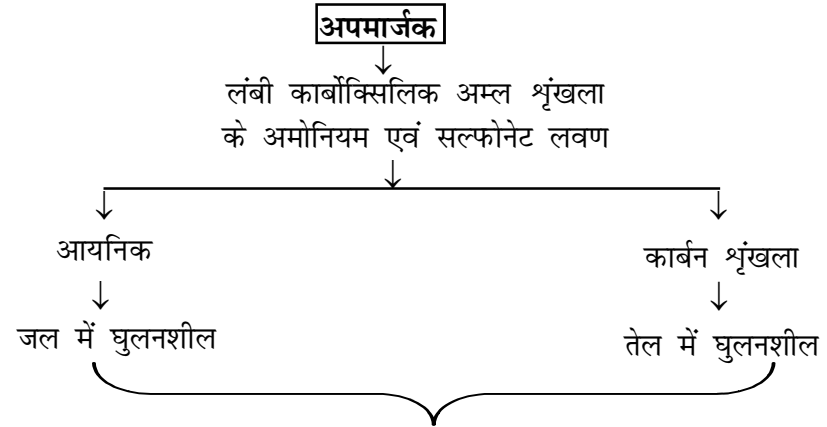 अपमार्जक
लंबी कार्बोक्सिलिक अम्ल शृंखला
के अमोनियम एवं सल्फोनेट लवण
आयनिक
कार्बन शृंखला
जल में घुलनशील
तेल में घुलनशील